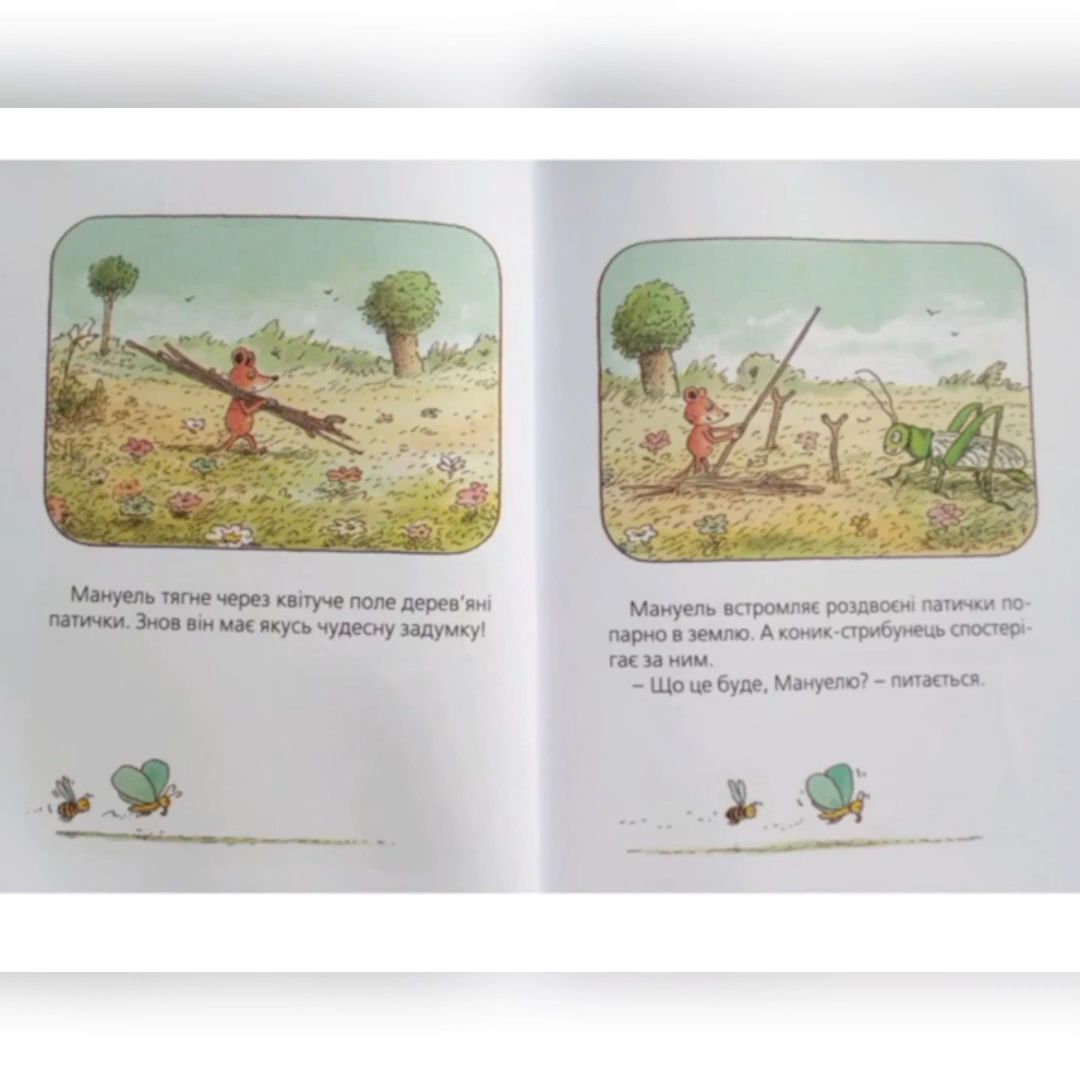 Мануель тягне через квітуче поле дерев'яні
патички. Знов він має якусь чудесну задумку!
Мануель встромляє роздвоєні патички по-
парно в землю. А коник-стрибунець спостері-
гає за ним.
– Що це буде, Мануелю? – питається.